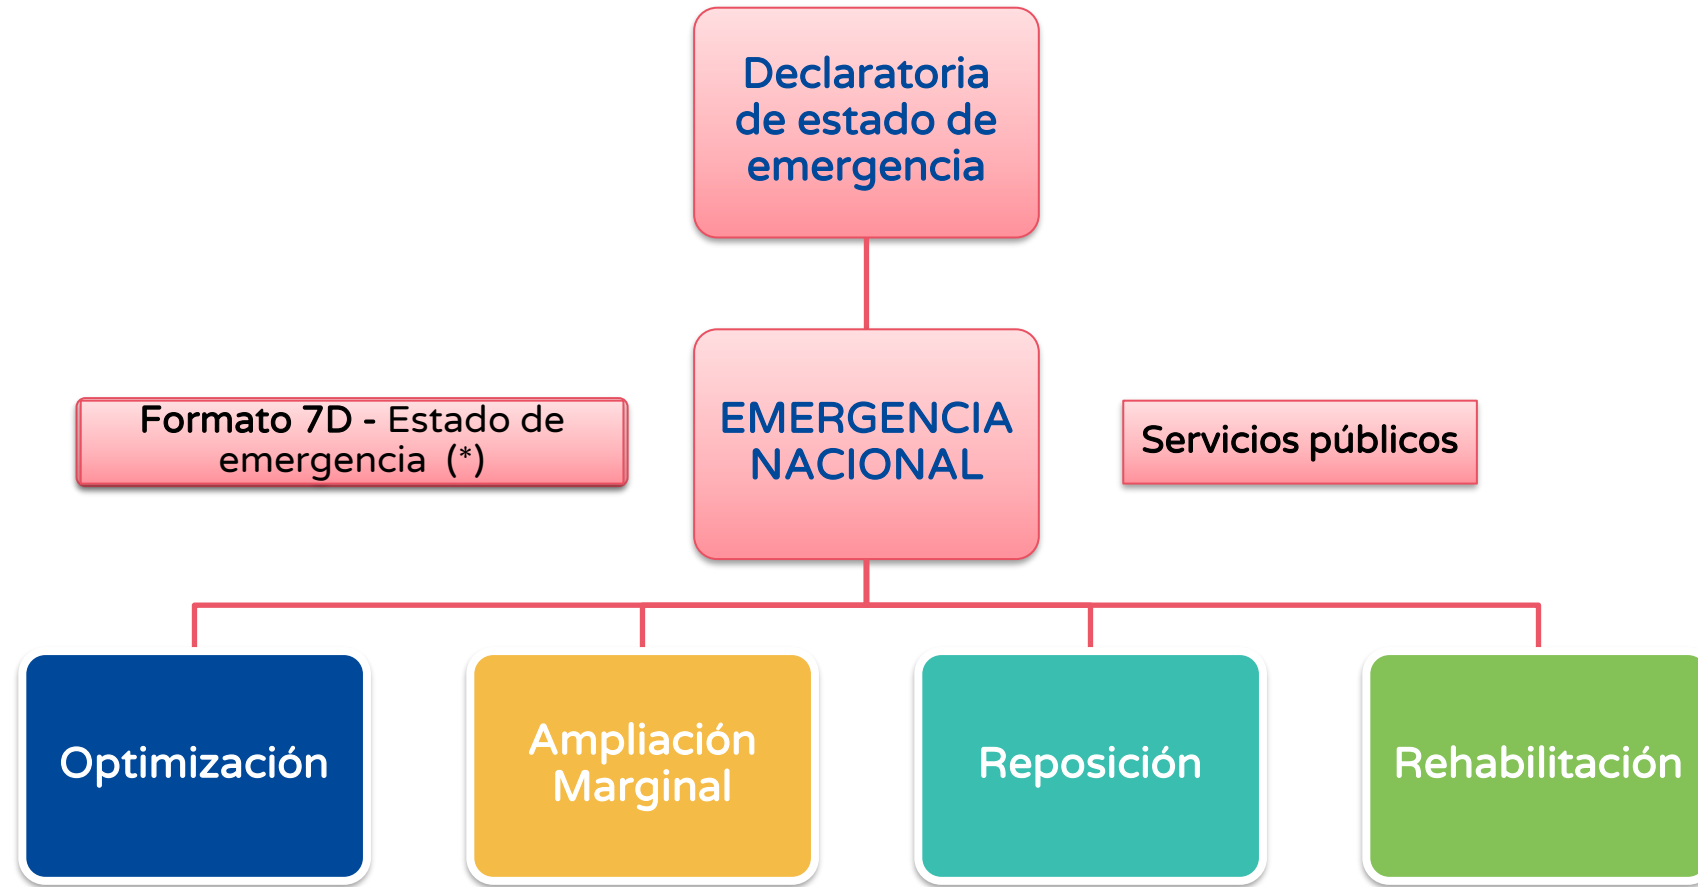 Declaratoria
de estado de
emergencia
Formato 7D - Estado de
emergencia (*)
EMERGENCIA
NACIONAL
Servicios públicos
Optimización
Ampliación
Marginal
Reposición
Rehabilitación